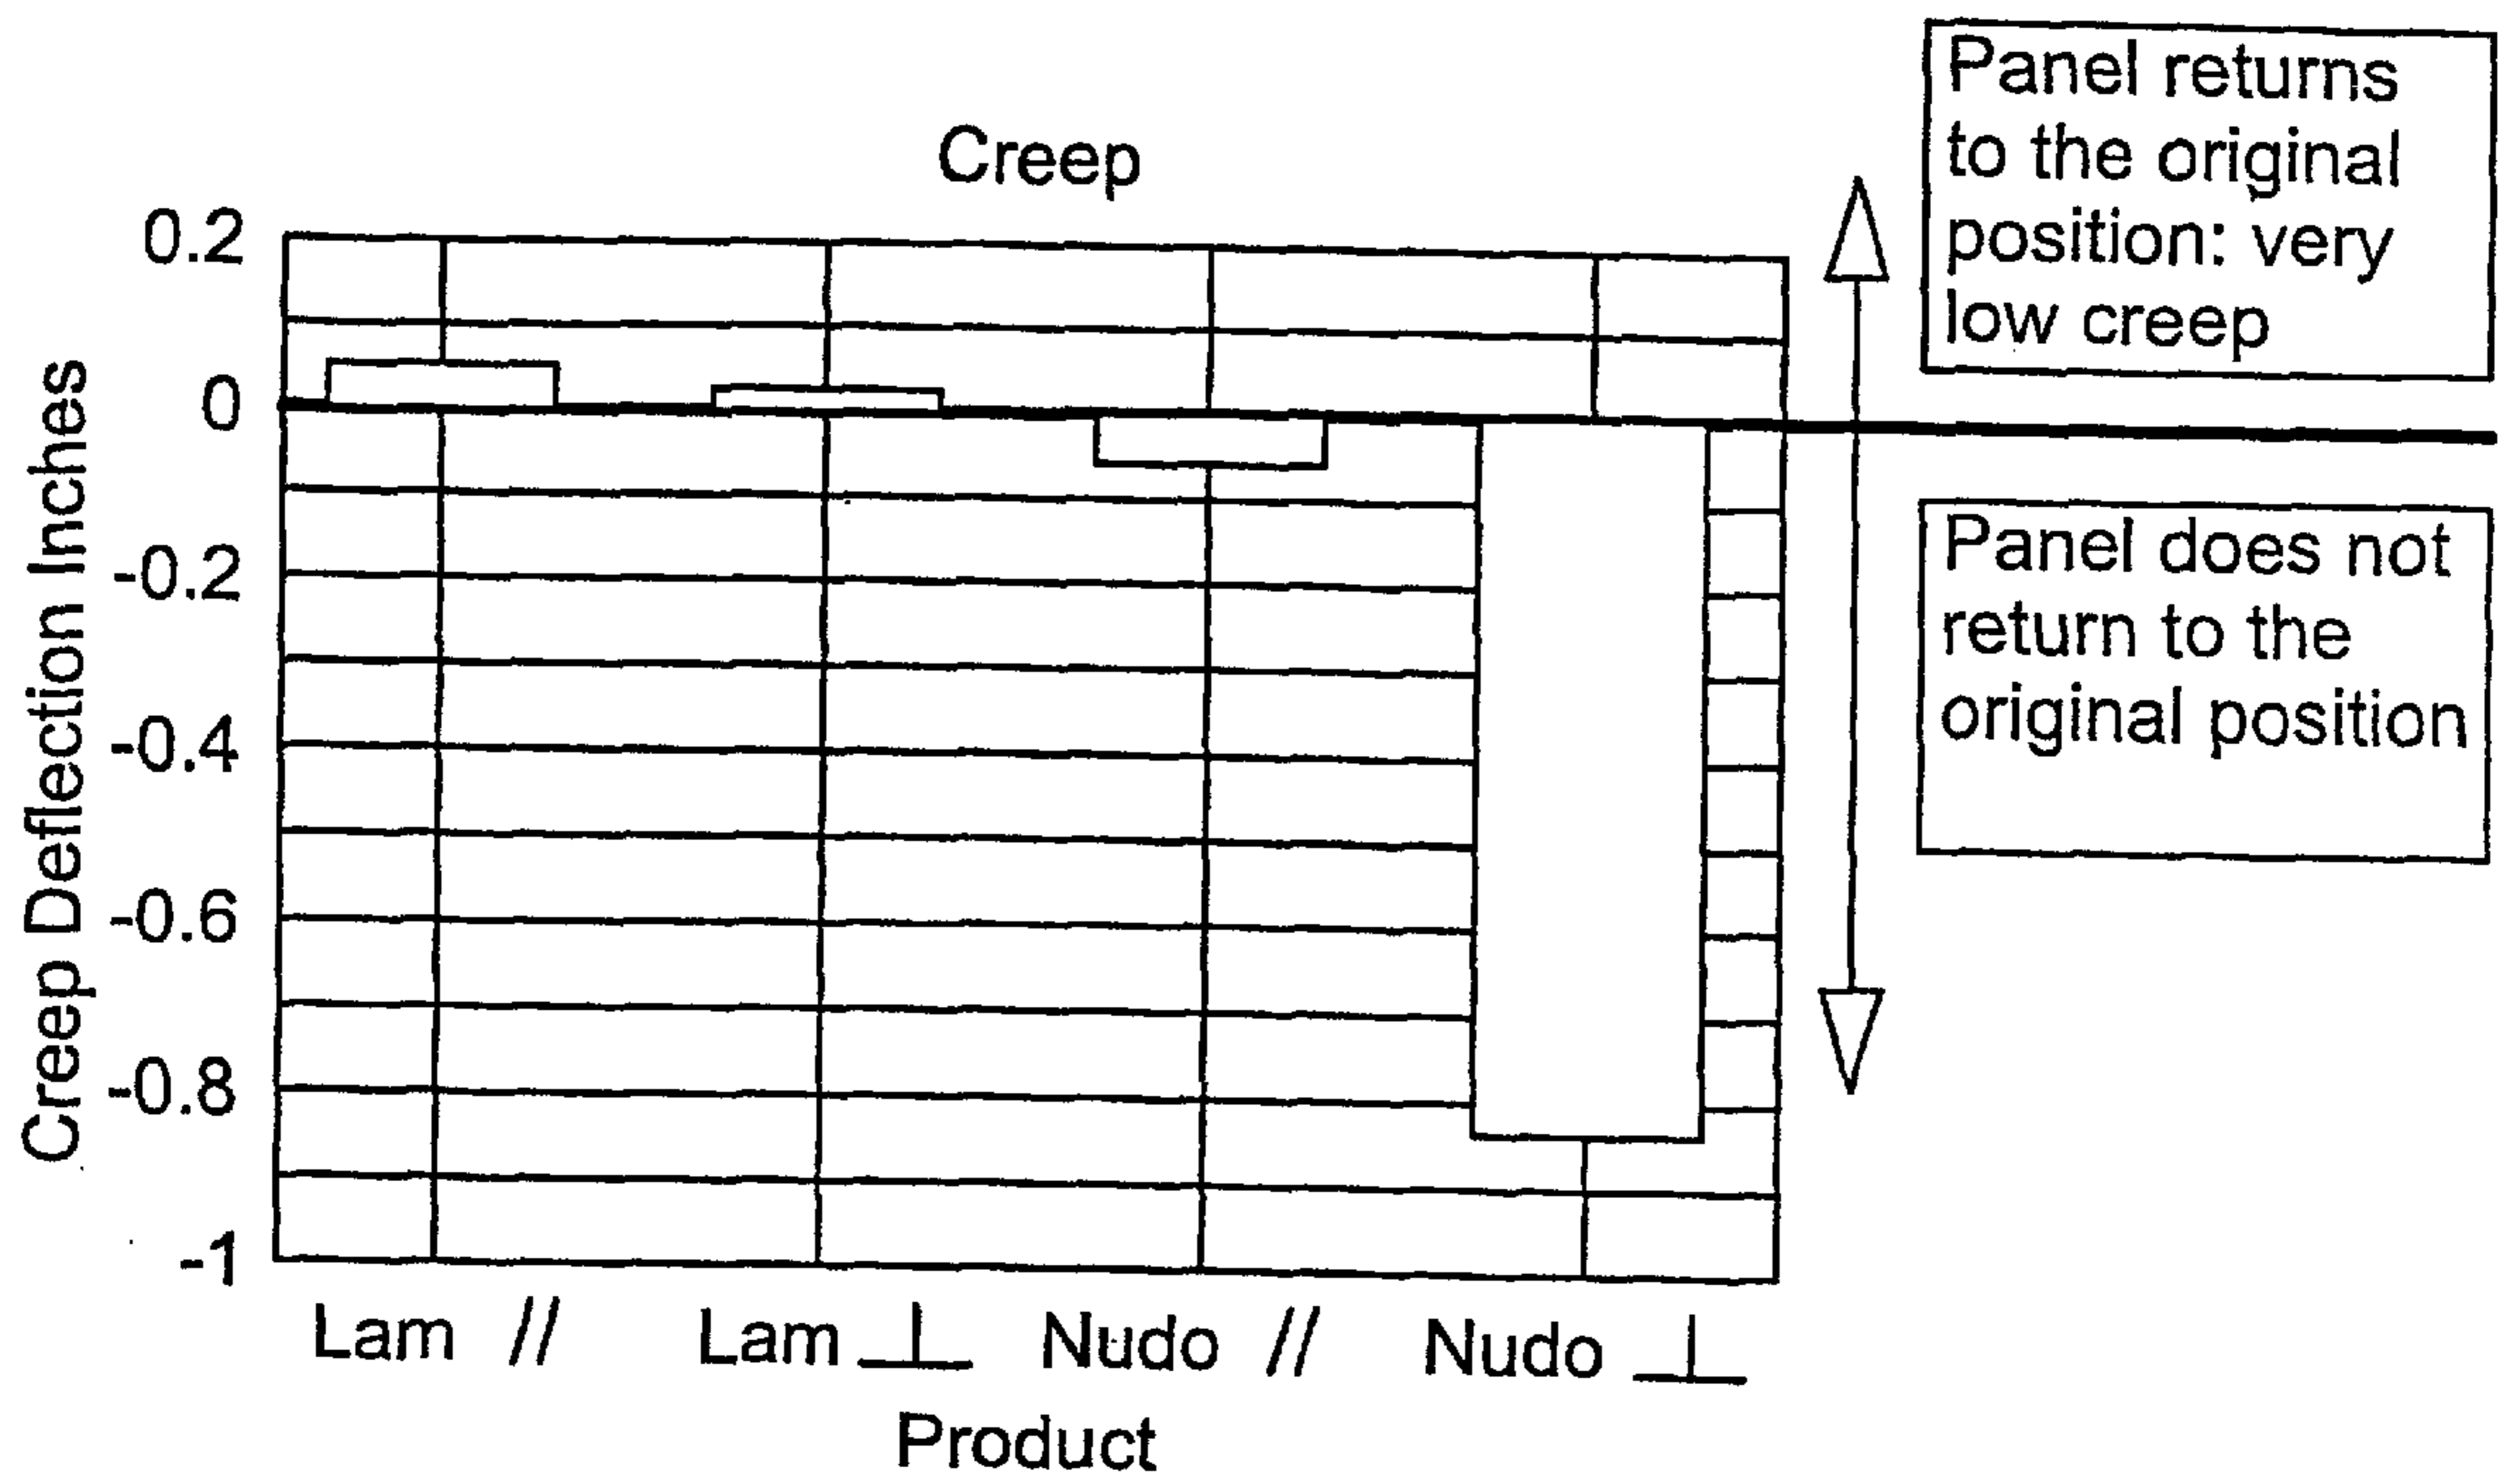 Creep
Panel returns
to the original
position: very
low creep
Panel does not
return to the
original position
Creep Deflection Inches
0.2
0
-0.2
-0.4
-0.6
-0.8
-1
Lam // Lam ⊥ Nudo // Nudo ⊥
Product